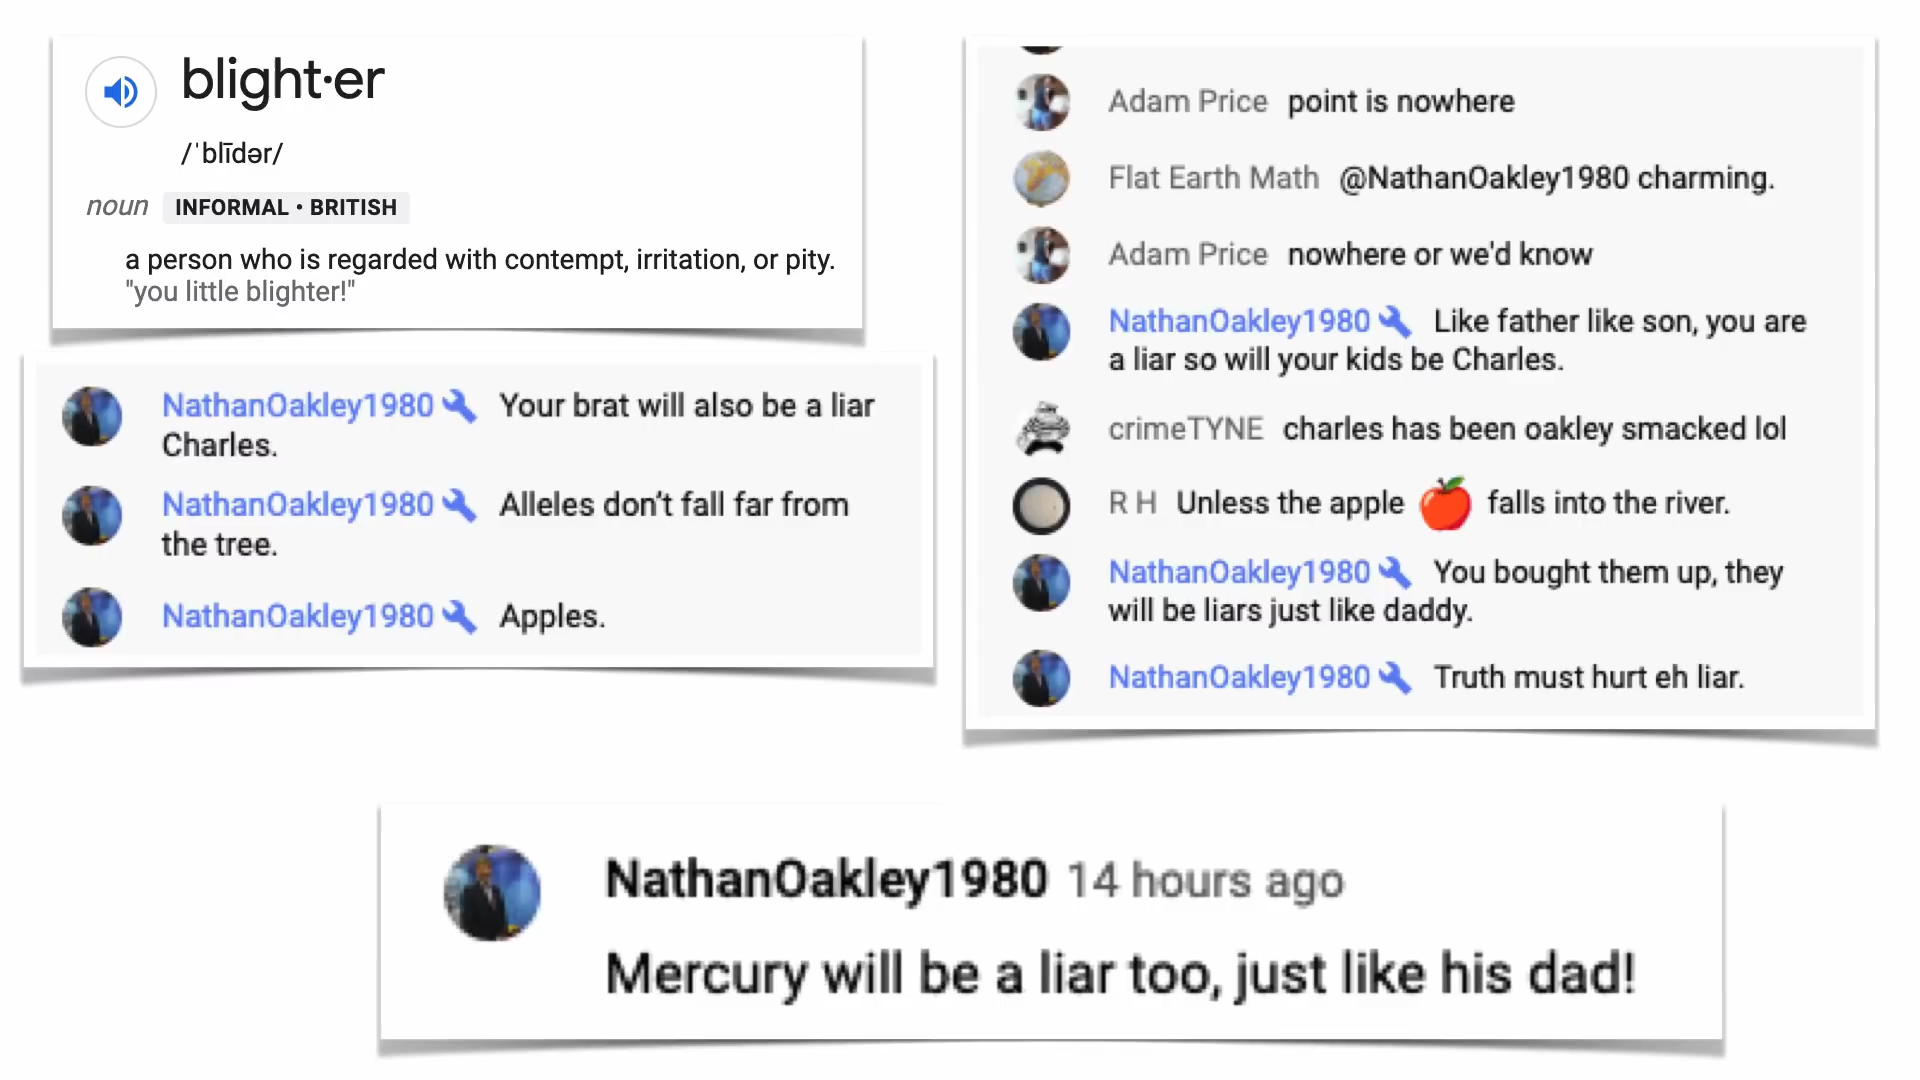 blight·er
/ˈblīdər/
noun INFORMAL • BRITISH
a person who is regarded with contempt, irritation, or pity.
"you little blighter!"
NathanOakley1980 Your brat will also be a liar
Charles.
NathanOakley1980 Alleles don’t fall far from
the tree.
NathanOakley1980 Apples.
Adam Price point is nowhere
Flat Earth Math @NathanOakley1980 charming.
Adam Price nowhere or we'd know
NathanOakley1980 Like father like son, you are
a liar so will your kids be Charles.
crimeTYNE charles has been oakley smacked lol
R H Unless the apple 🍎 falls into the river.
NathanOakley1980 You bought them up, they
will be liars just like daddy.
NathanOakley1980 Truth must hurt eh liar.
NathanOakley1980 14 hours ago
Mercury will be a liar too, just like his dad!